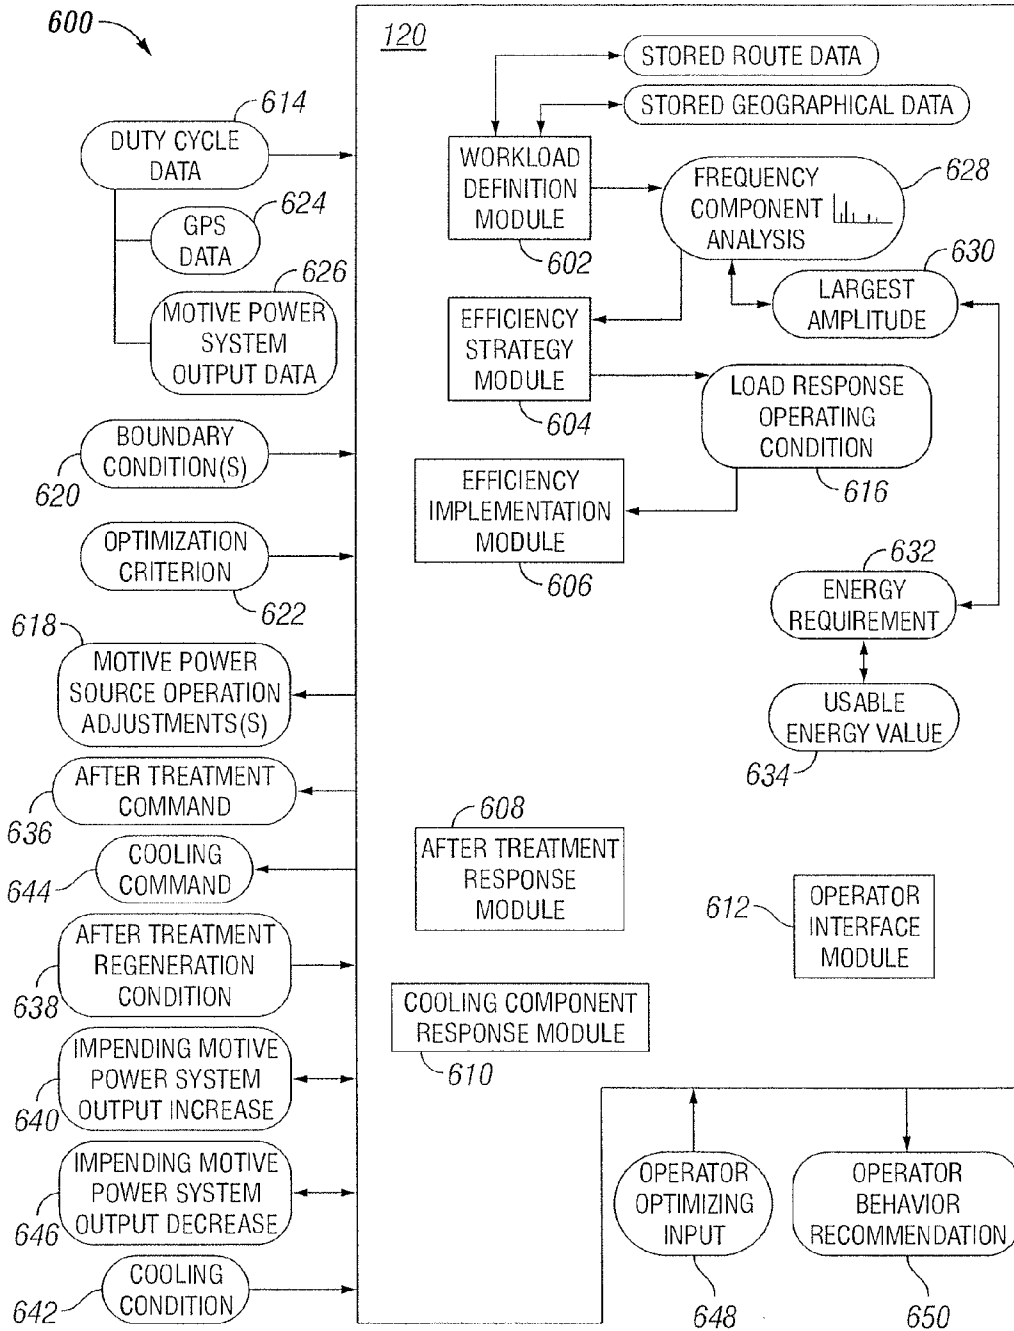 600
120
STORED ROUTE DATA
STORED GEOGRAPHICAL DATA
614
DUTY CYCLE
DATA
624
GPS
DATA
626
MOTIVE POWER
SYSTEM
OUTPUT DATA
WORKLOAD
DEFINITION
MODULE
602
FREQUENCY
COMPONENT
ANALYSIS
628
630
LARGEST
AMPLITUDE
EFFICIENCY
STRATEGY
MODULE
604
LOAD RESPONSE
OPERATING
CONDITION
616
BOUNDARY
CONDITION(S)
620
EFFICIENCY
IMPLEMENTATION
MODULE
606
OPTIMIZATION
CRITERION
622
632
ENERGY
REQUIREMENT
618
MOTIVE POWER
SOURCE OPERATION
ADJUSTMENTS(S)
USABLE
ENERGY VALUE
634
AFTER TREATMENT
COMMAND
636
608
AFTER TREATMENT
RESPONSE
MODULE
COOLING
COMMAND
644
612
OPERATOR
INTERFACE
MODULE
AFTER TREATMENT
REGENERATION
CONDITION
638
COOLING COMPONENT
RESPONSE MODULE
610
IMPENDING MOTIVE
POWER SYSTEM
OUTPUT INCREASE
640
IMPENDING MOTIVE
POWER SYSTEM
OUTPUT DECREASE
646
OPERATOR
OPTIMIZING
INPUT
648
OPERATOR
BEHAVIOR
RECOMMENDATION
650
COOLING
CONDITION
642